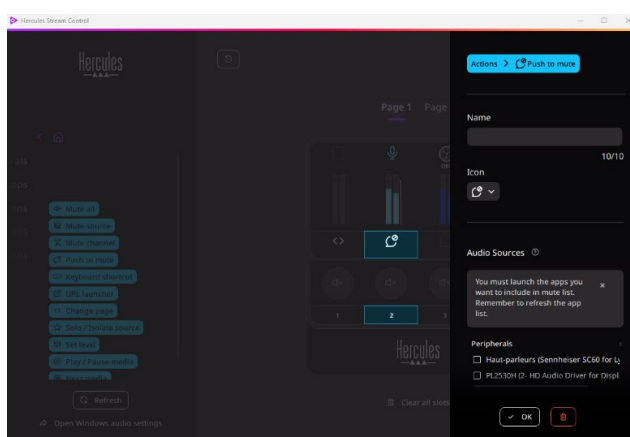 Hercules Stream Control
Hercules
Actions > Push to mute
Page 1 Page
Name
10/10
Icon
Mute all
Mute source
Mute channel
Push to mute
Keyboard shortcut
URL launcher
Change page
Solo / Isolate source
Set level
Play / Pause media
Next media
Refresh
Open Windows audio settings
1 2 3
Hercules
Clear all slots
Audio Sources
You must launch the apps you
want to include in mute list.
Remember to refresh the app
list.
Peripherals
Haut-parleurs (Sennheiser SC60 for Ly
PL2530H (2- HD Audio Driver for Displ
OK